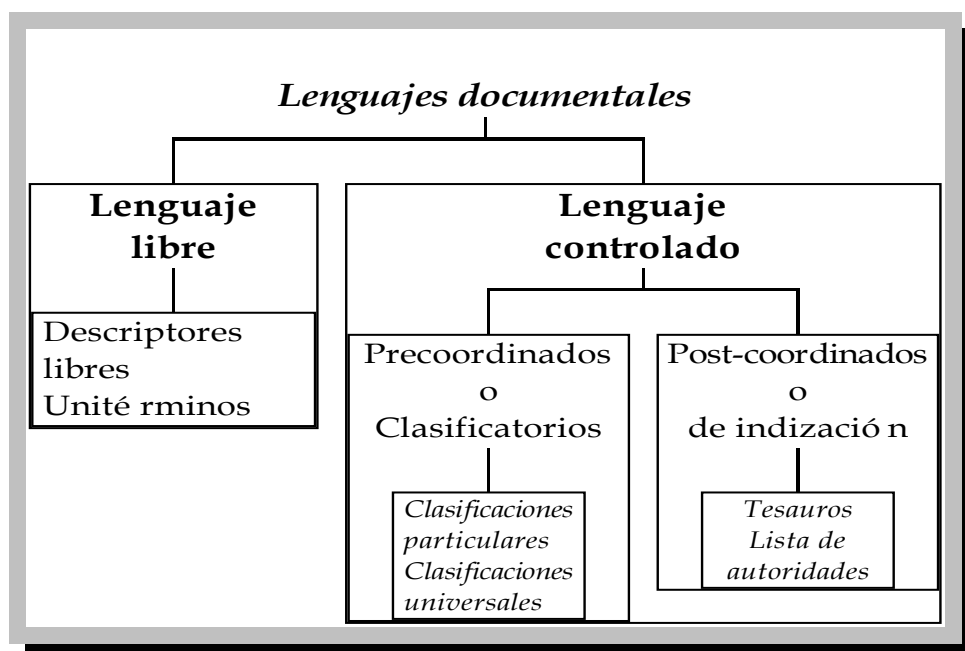 Lenguajes documentales
Lenguaje
libre
Descriptores
libres
Unité rminos
Lenguaje
controlado
Precoordinados
o
Clasificatorios
Clasificaciones
particulares
Clasificaciones
universales
Post-coordinados
o
de indizació n
Tesauros
Lista de
autoridades